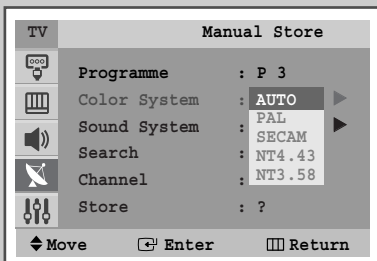 TV Manual Store
Programme : P 3
Color System : AUTO
PAL
Sound System :
SECAM
Search : NT4.43
Channel : NT3.58
Store : ?
Move Enter Return